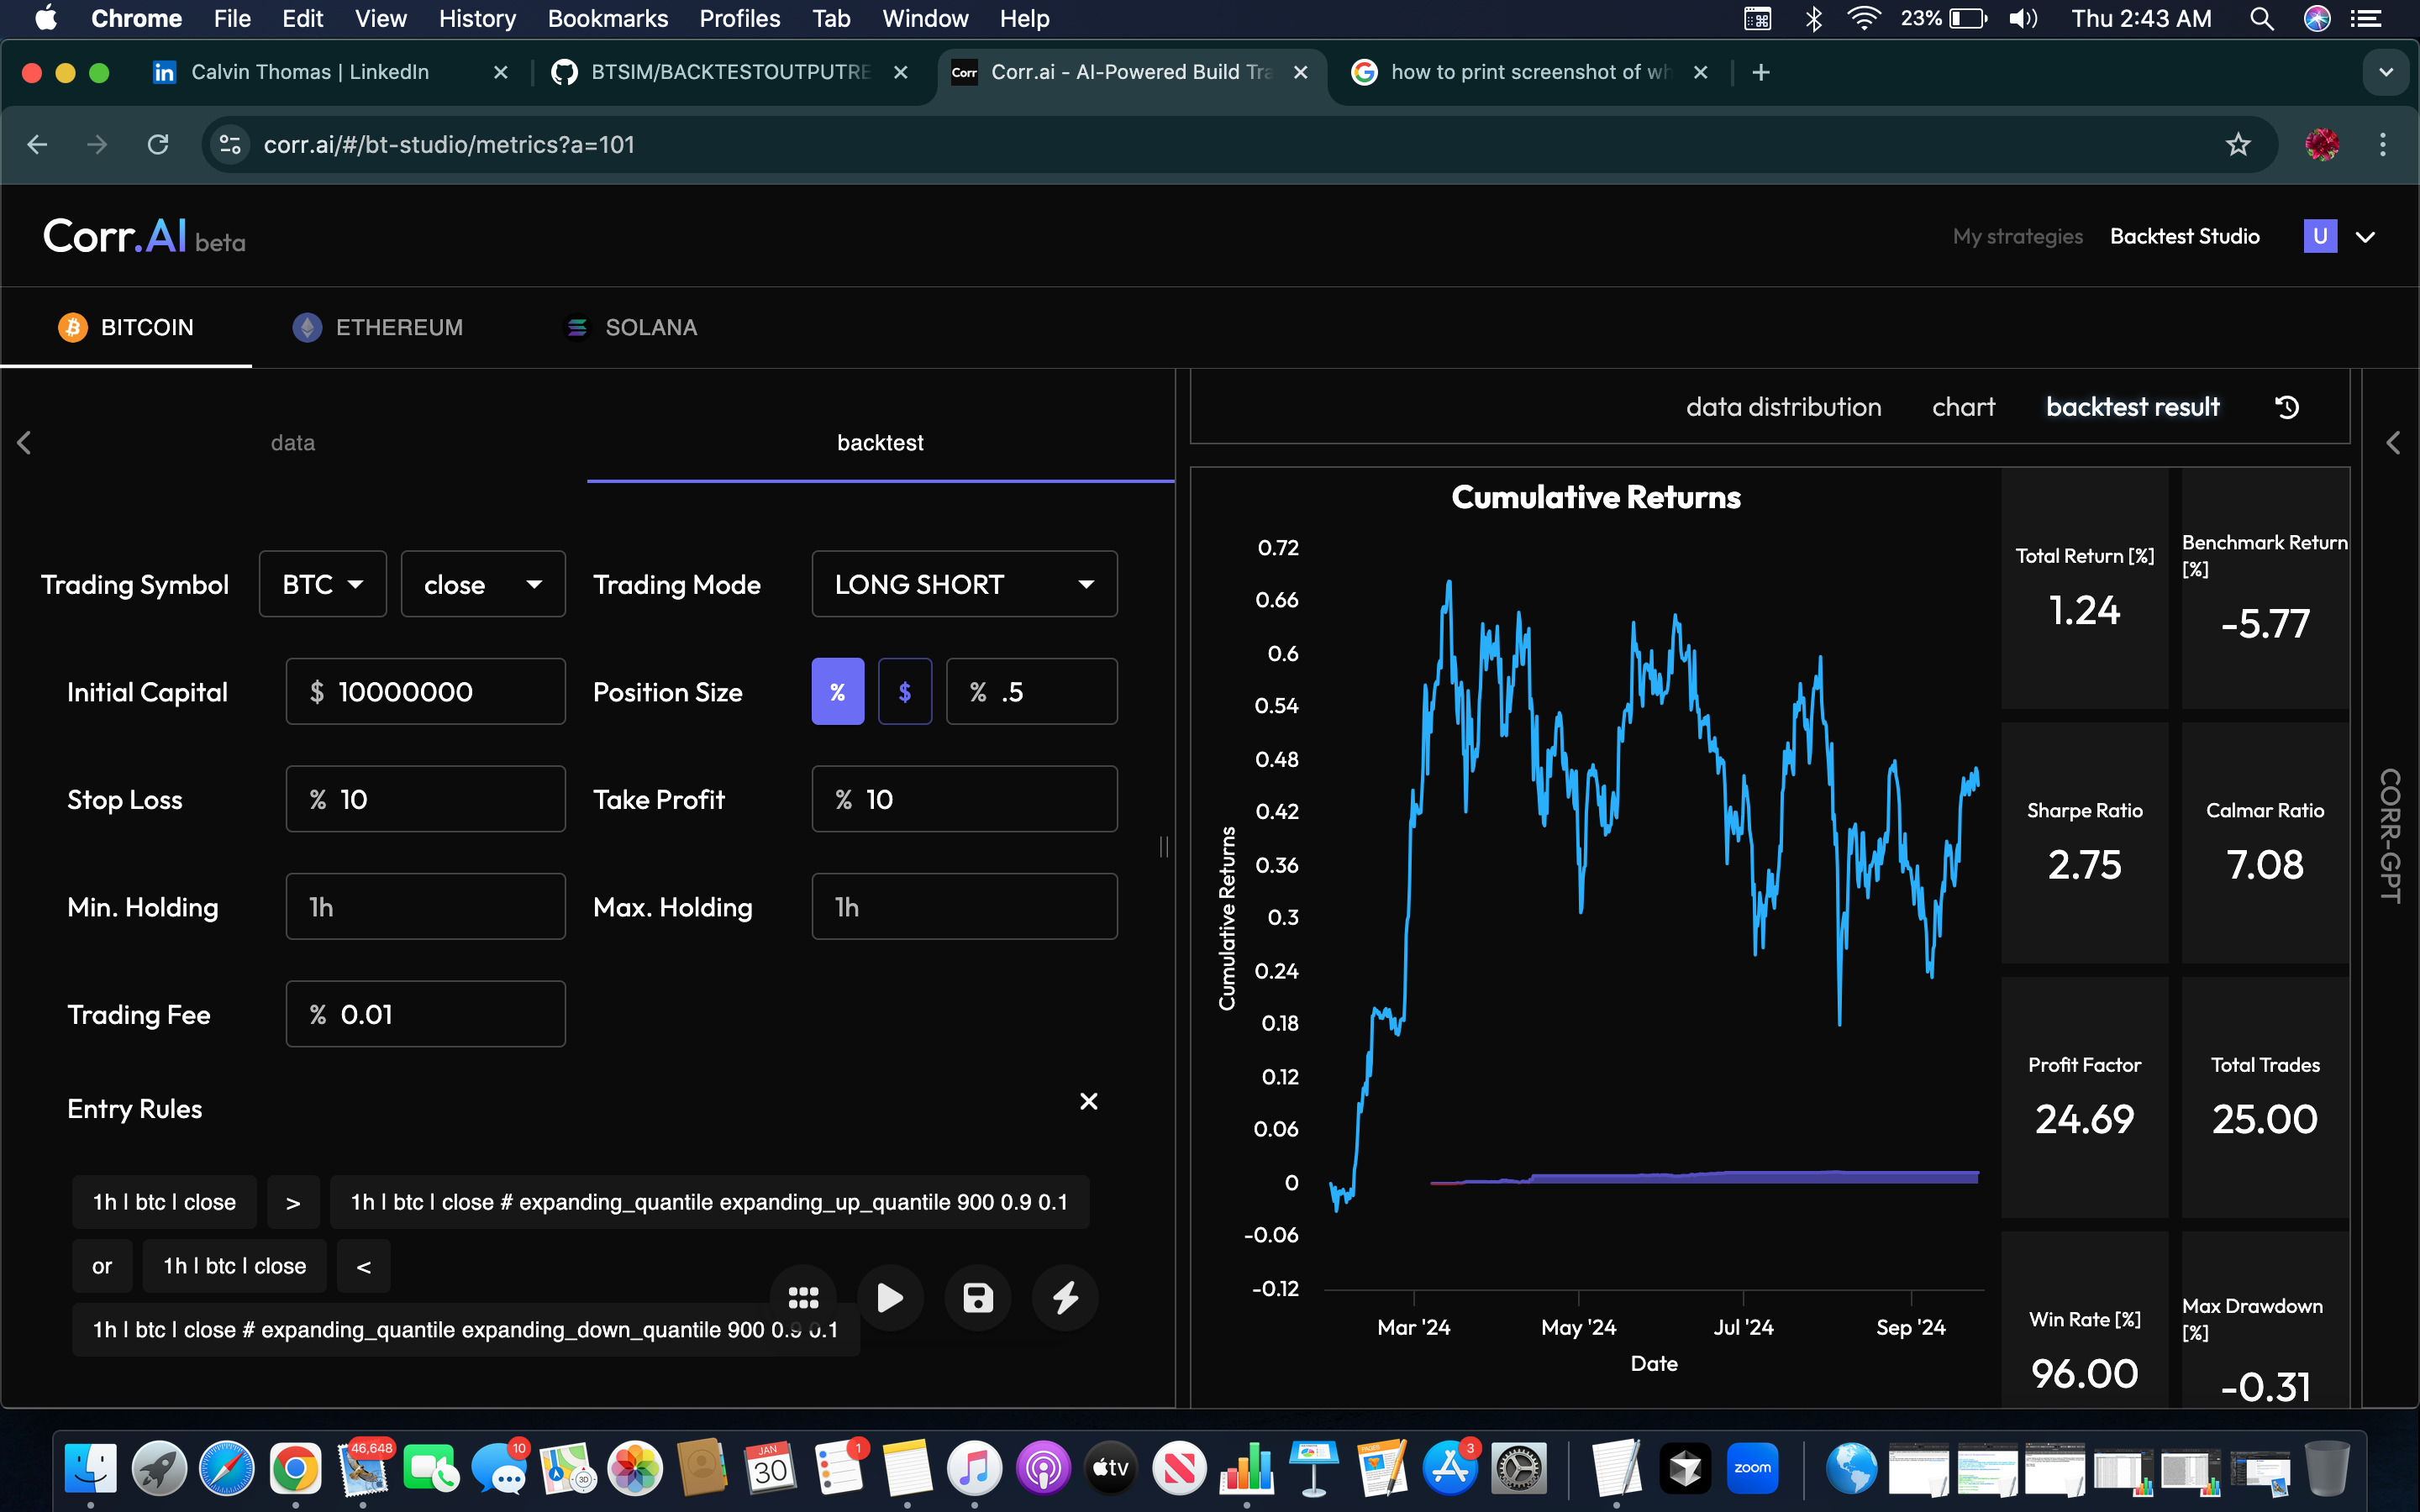 Chrome File Edit View History Bookmarks Profiles Tab Window Help 23% Thu 2:43 AM
Calvin Thomas | LinkedIn BTSIM/BACKTESTOUTPUTRE Corr Corr.ai - AI-Powered Build Tra how to print screenshot of wh
corr.ai/#/bt-studio/metrics?a=101
Corr.AI beta My strategies Backtest Studio U
BITCOIN ETHEREUM SOLANA
data backtest
data distribution chart backtest result
Trading Symbol BTC close Trading Mode LONG SHORT
Initial Capital $ 10000000 Position Size % $ % .5
Stop Loss % 10 Take Profit % 10
Min. Holding 1h Max. Holding 1h
Trading Fee % 0.01
Entry Rules
1h | btc | close > 1h | btc | close # expanding_quantile expanding_up_quantile 900 0.9 0.1
or 1h | btc | close <
1h | btc | close # expanding_quantile expanding_down_quantile 900 0.9 0.1
Cumulative Returns
0.72
0.66
0.6
0.54
0.48
0.42
0.36
0.3
0.24
0.18
0.12
0.06
0
-0.06
-0.12
Cumulative Returns
Mar '24 May '24 Jul '24 Sep '24
Date
Total Return [%]
1.24
Benchmark Return
[%]
-5.77
Sharpe Ratio
2.75
Calmar Ratio
7.08
Profit Factor
24.69
Total Trades
25.00
Win Rate [%]
96.00
Max Drawdown
[%]
-0.31
CORR-GPT
46,648 10 3D JAN 30 1 tv PAGES 3 zoom